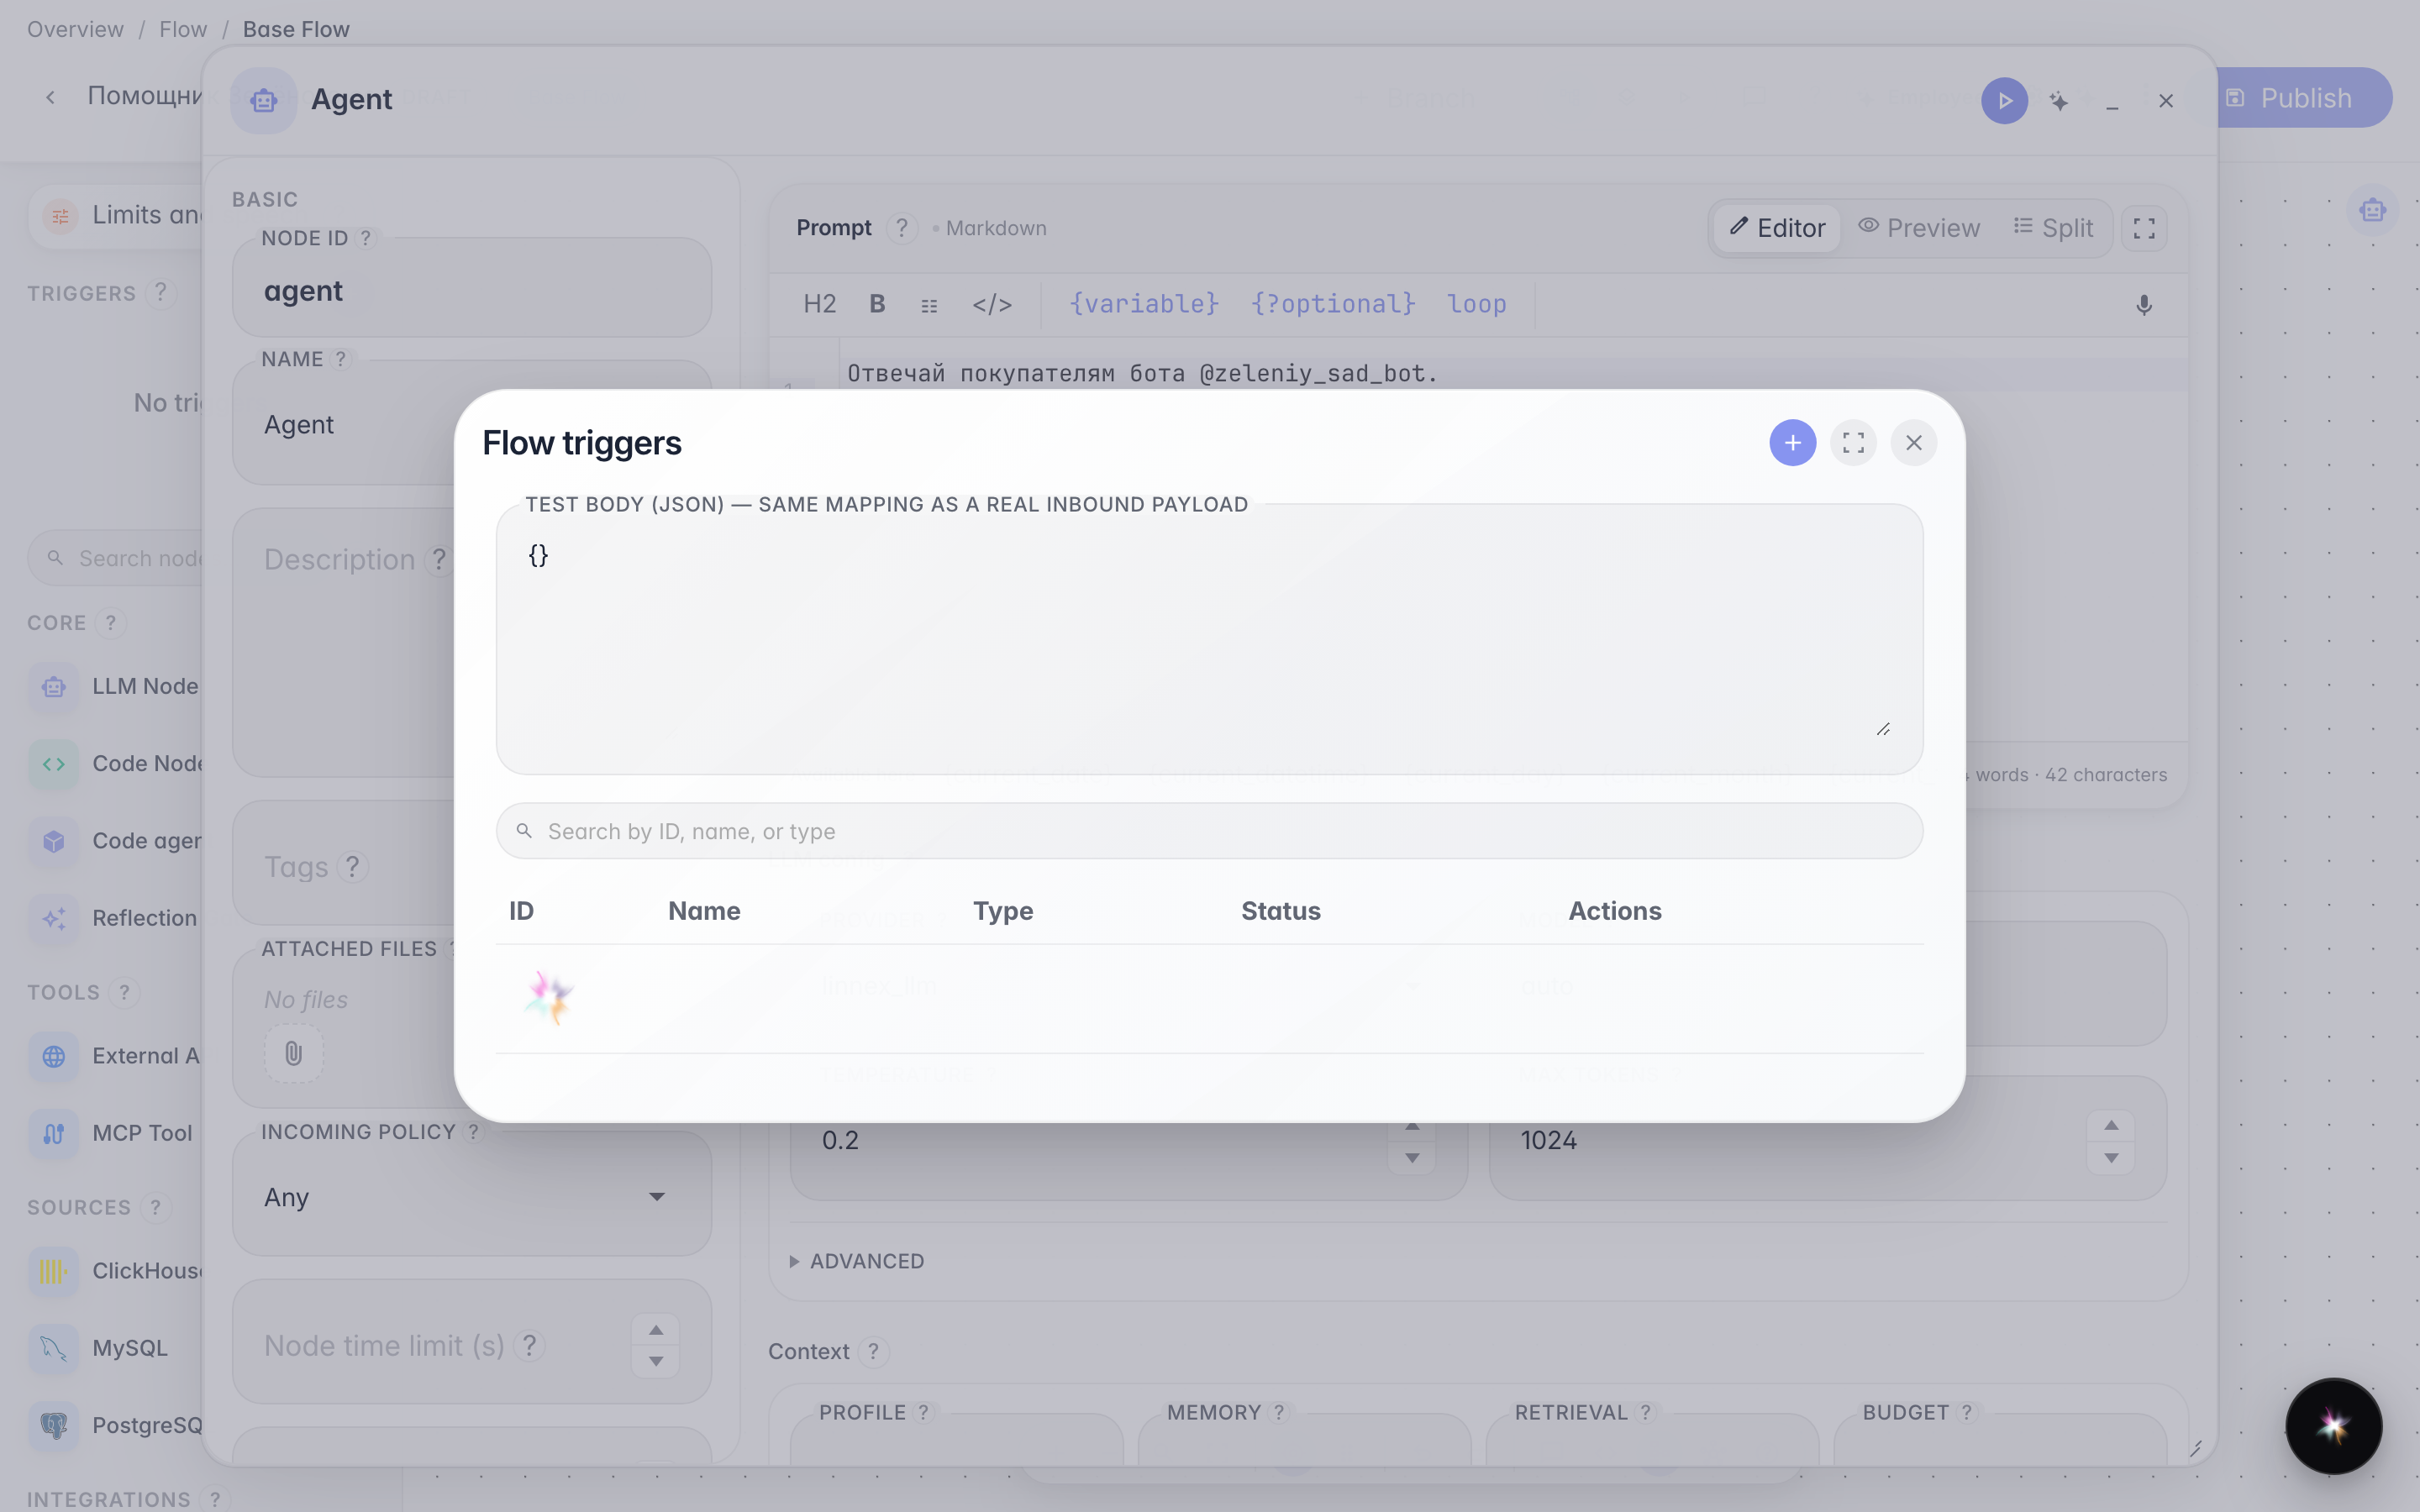 Overview / Flow / Base Flow
Помощни
Agent
Publish
Limits an
TRIGGERS ?
No tri
Search node
CORE ?
LLM Node
Code Node
Code agen
Reflection
TOOLS ?
External A
MCP Tool
SOURCES ?
ClickHouse
MySQL
PostgreSQ
INTEGRATIONS ?
BASIC
NODE ID ?
agent
NAME ?
Agent
Description ?
Tags ?
ATTACHED FILES ?
No files
INCOMING POLICY ?
Any
Node time limit (s) ?
Prompt ? Markdown
Editor Preview Split
H2 B </> {variable} {?optional} loop
1 Отвечай покупателям бота @zeleniy_sad_bot.
Flow triggers
TEST BODY (JSON) — SAME MAPPING AS A REAL INBOUND PAYLOAD
{}
Search by ID, name, or type
ID Name Type Status Actions
words · 42 characters
0.2
1024
ADVANCED
Context ?
PROFILE ? MEMORY ? RETRIEVAL ? BUDGET ?